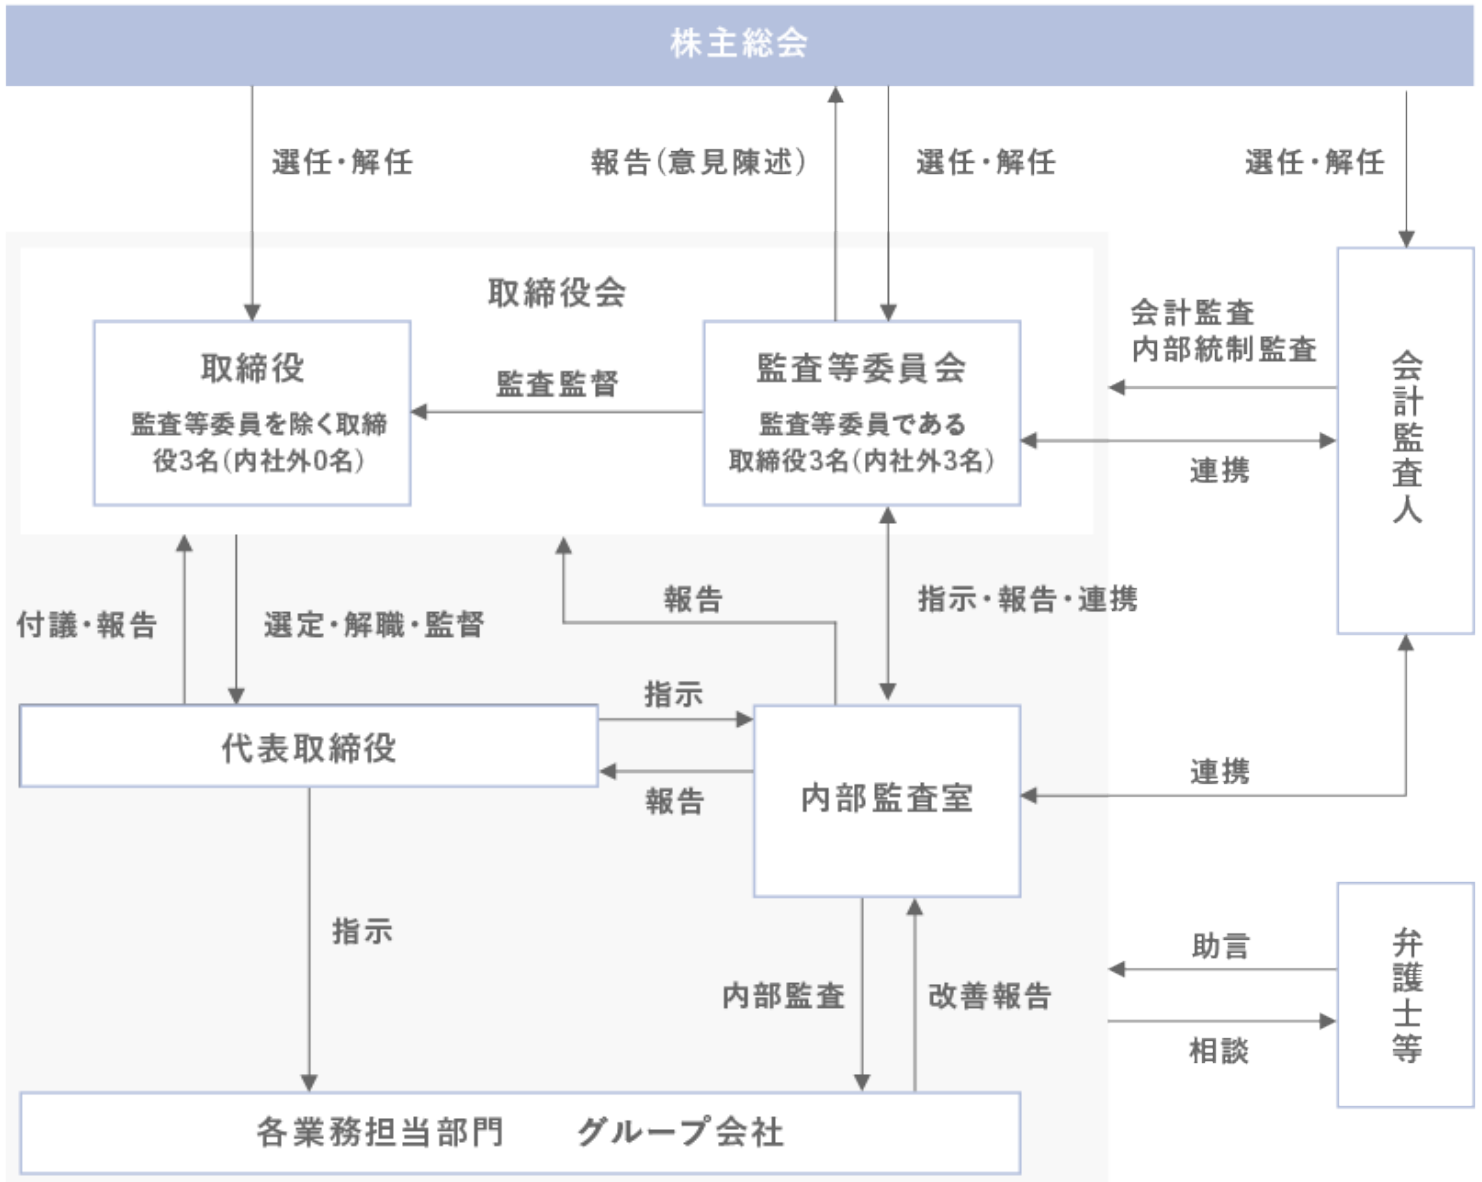 株主総会
選任・解任
報告(意見陳述)
選任・解任
選任・解任
取締役会
取締役
監査等委員を除く取締
役3名(内社外0名)
監査監督
監査等委員会
監査等委員である
取締役3名(内社外3名)
会計監査
内部統制監査
連携
会計監査人
付議・報告
選定・解職・監督
報告
指示・報告・連携
代表取締役
指示
報告
内部監査室
連携
指示
内部監査
改善報告
助言
相談
弁護士等
各業務担当部門 グループ会社